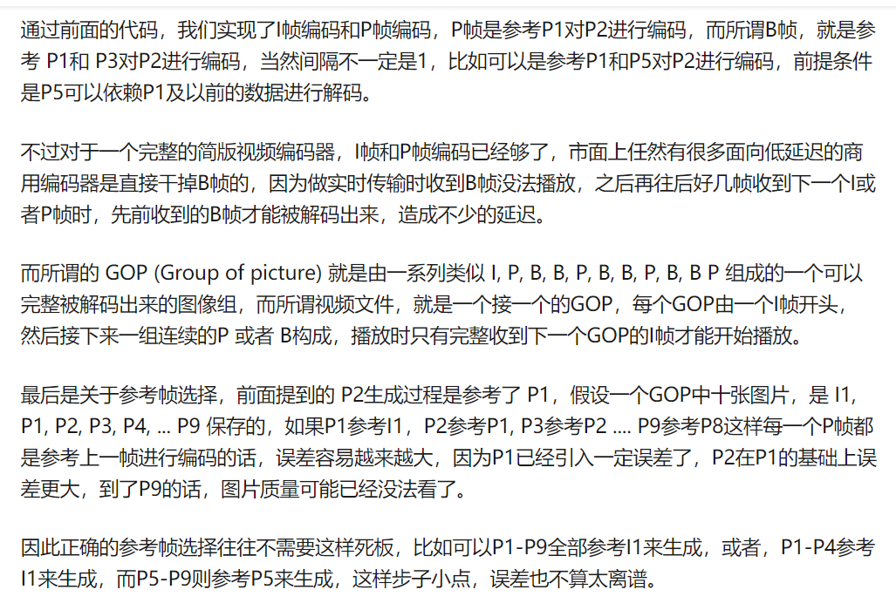 通过前面的代码，我们实现了I帧编码和P帧编码，P帧是参考P1对P2进行编码，而所谓B帧，就是参
考 P1和 P3对P2进行编码，当然间隔不一定是1，比如可以是参考P1和P5对P2进行编码，前提条件
是P5可以依赖P1及以前的数据进行解码。
不过对于一个完整的简版视频编码器，I帧和P帧编码已经够了，市面上任然有很多面向低延迟的商
用编码器是直接干掉B帧的，因为做实时传输时收到B帧没法播放，之后再往后好几帧收到下一个I或
者P帧时，先前收到的B帧才能被解码出来，造成不少的延迟。
而所谓的 GOP (Group of picture) 就是由一系列类似 I, P, B, B, P, B, B, P, B, B P 组成的一个可以
完整被解码出来的图像组，而所谓视频文件，就是一个接一个的GOP，每个GOP由一个I帧开头，
然后接下来一组连续的P 或者 B构成，播放时只有完整收到下一个GOP的I帧才能开始播放。
最后是关于参考帧选择，前面提到的 P2生成过程是参考了 P1，假设一个GOP中十张图片，是 I1,
P1, P2, P3, P4, ... P9 保存的，如果P1参考I1，P2参考P1, P3参考P2 .... P9参考P8这样每一个P帧都
是参考上一帧进行编码的话，误差容易越来越大，因为P1已经引入一定误差了，P2在P1的基础上误
差更大，到了P9的话，图片质量可能已经没法看了。
因此正确的参考帧选择往往不需要这样死板，比如可以P1-P9全部参考I1来生成，或者，P1-P4参考
I1来生成，而P5-P9则参考P5来生成，这样步子小点，误差也不算太离谱。